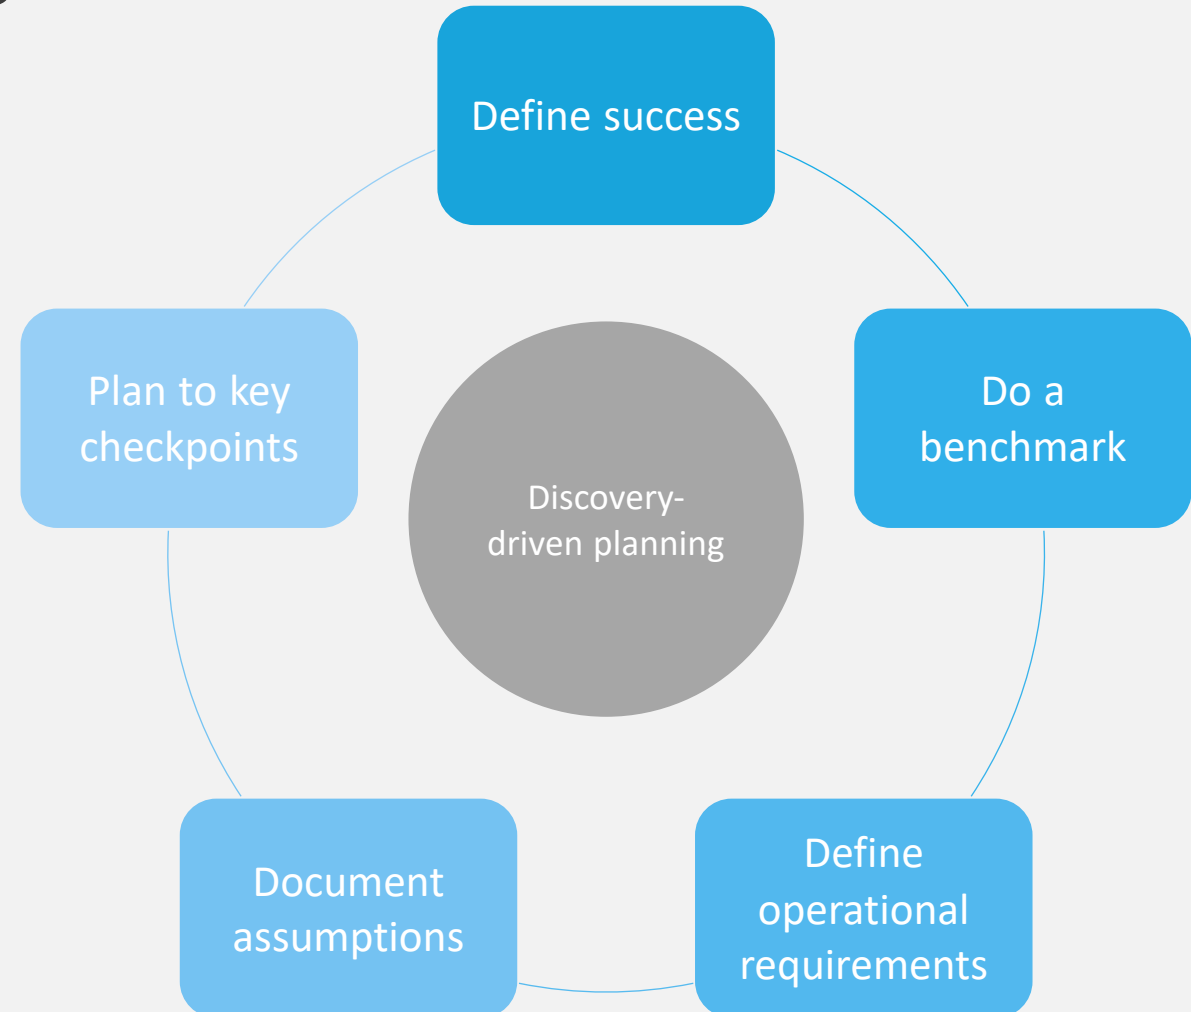 Define success
Do a
benchmark
Define
operational
requirements
Document
assumptions
Plan to key
checkpoints
Discovery-
driven planning